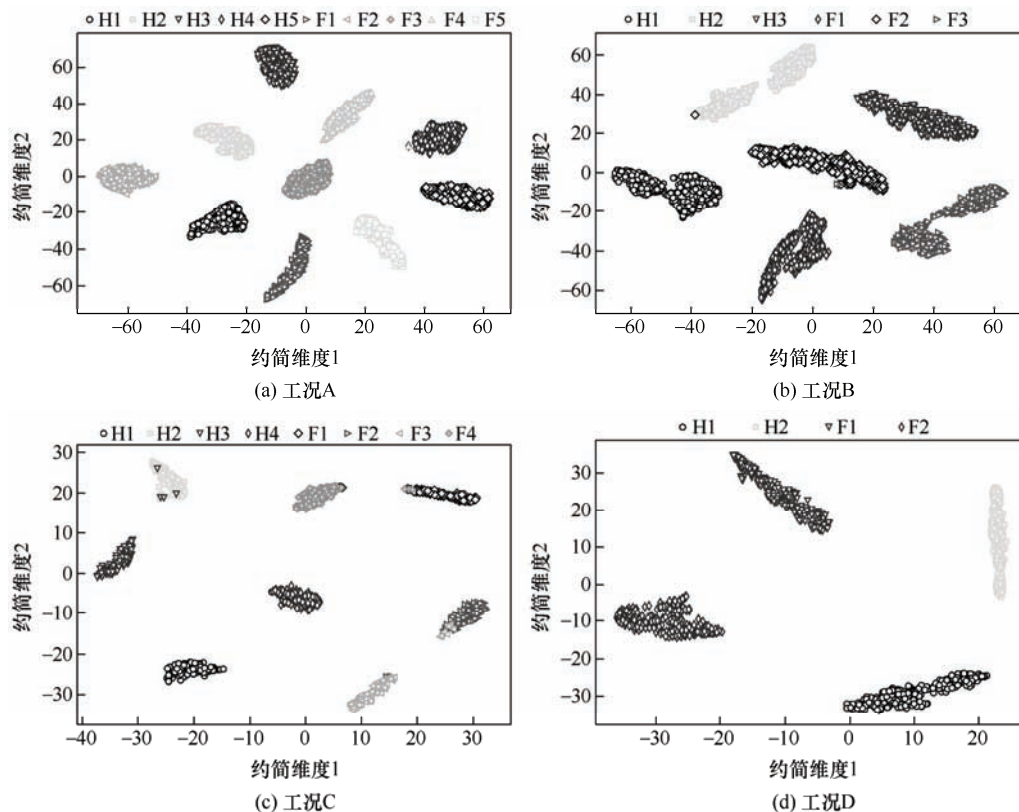 H1 H2 H3 H4 H5 F1 F2 F3 F4 F5
60
40
20
0
−20
−40
−60
约简维度2
−60 −40 −20 0 20 40 60
约简维度1
(a) 工况A
H1 H2 H3 F1 F2 F3
60
40
20
0
−20
−40
−60
约简维度2
−60 −40 −20 0 20 40 60
约简维度1
(b) 工况B
H1 H2 H3 H4 F1 F2 F3 F4
30
20
10
0
−10
−20
−30
约简维度2
−40 −30 −20 −10 0 10 20 30
约简维度1
(c) 工况C
H1 H2 F1 F2
30
20
10
0
−10
−20
−30
约简维度2
−30 −20 −10 0 10 20
约简维度1
(d) 工况D